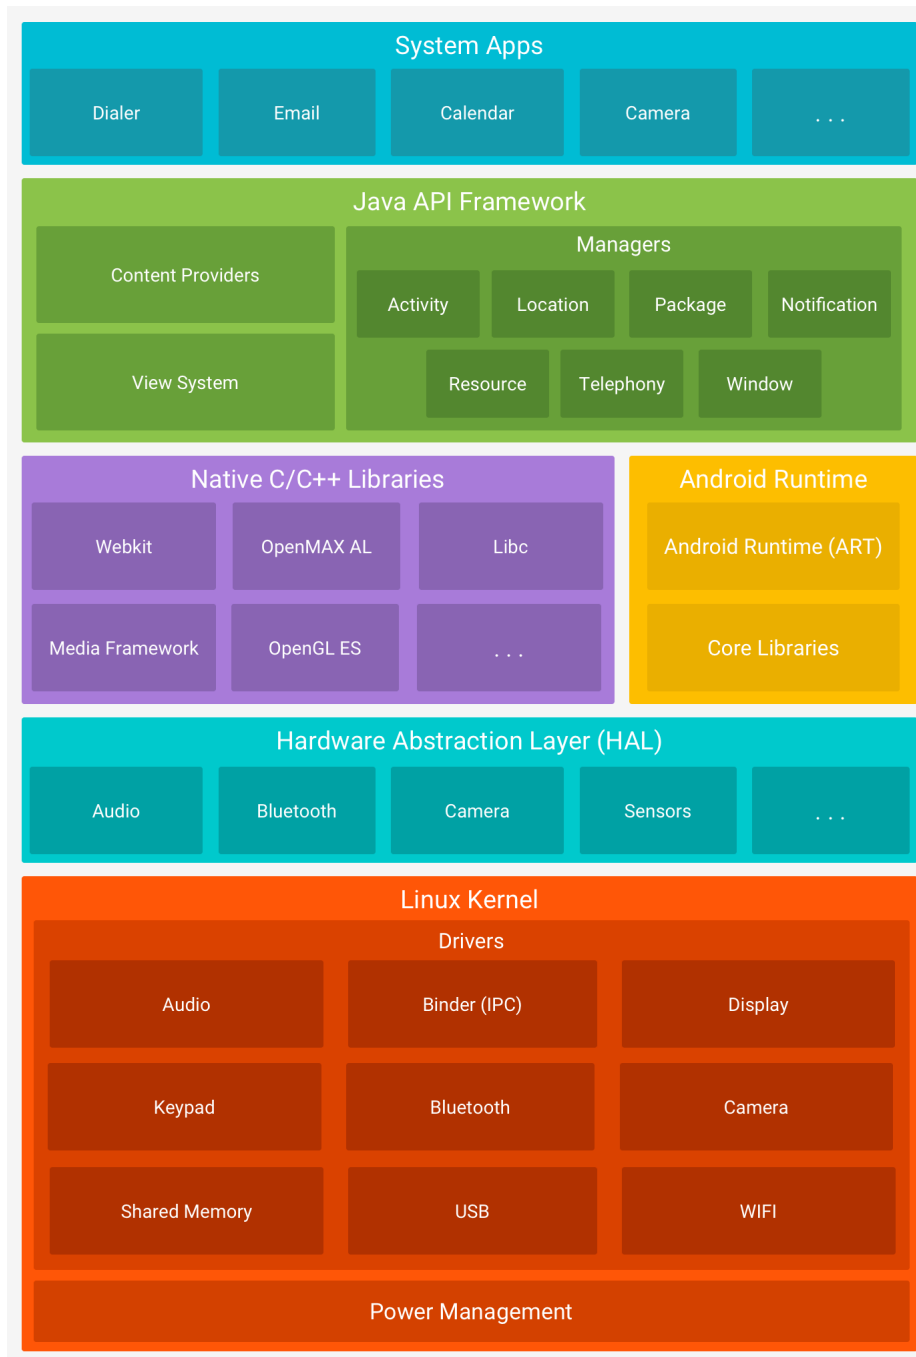 System Apps
Dialer
Email
Calendar
Camera
. . .
Java API Framework
Content Providers
View System
Managers
Activity
Location
Package
Notification
Resource
Telephony
Window
Native C/C++ Libraries
Webkit
OpenMAX AL
Libc
Media Framework
OpenGL ES
. . .
Android Runtime
Android Runtime (ART)
Core Libraries
Hardware Abstraction Layer (HAL)
Audio
Bluetooth
Camera
Sensors
. . .
Linux Kernel
Drivers
Audio
Binder (IPC)
Display
Keypad
Bluetooth
Camera
Shared Memory
USB
WIFI
Power Management